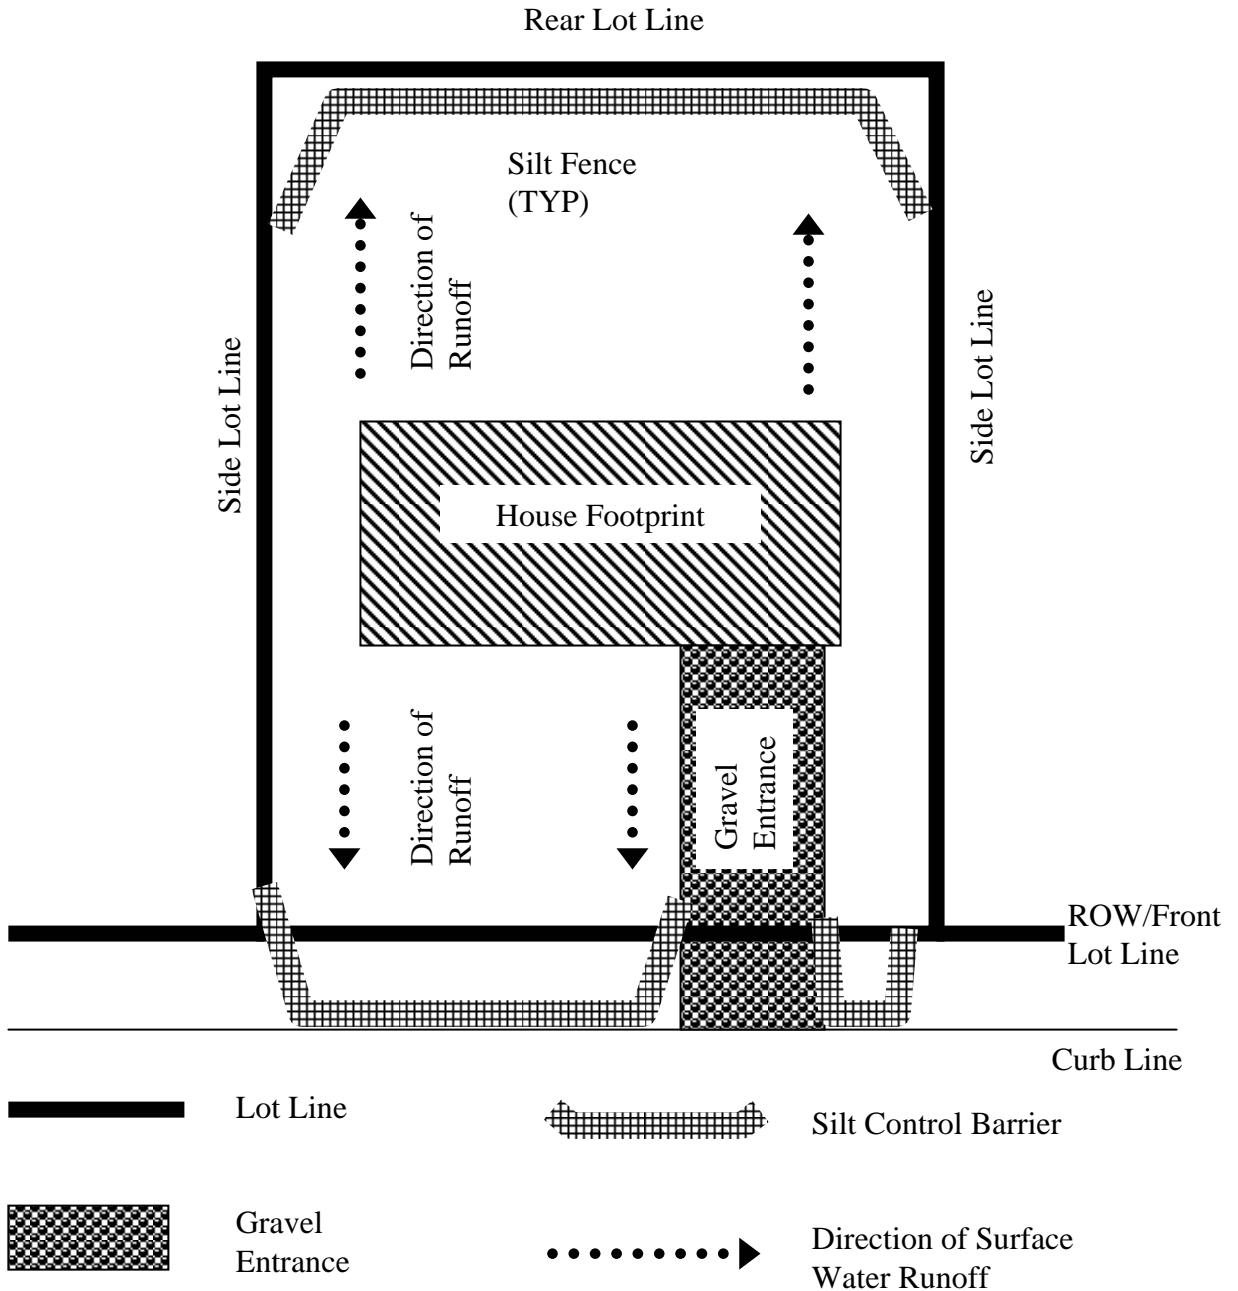 Rear Lot Line
Silt Fence
(TYP)
Direction of
Runoff
Side Lot Line
Side Lot Line
House Footprint
Direction of
Runoff
Gravel
Entrance
ROW/Front
Lot Line
Curb Line
Lot Line
Silt Control Barrier
Gravel
Entrance
Direction of Surface
Water Runoff